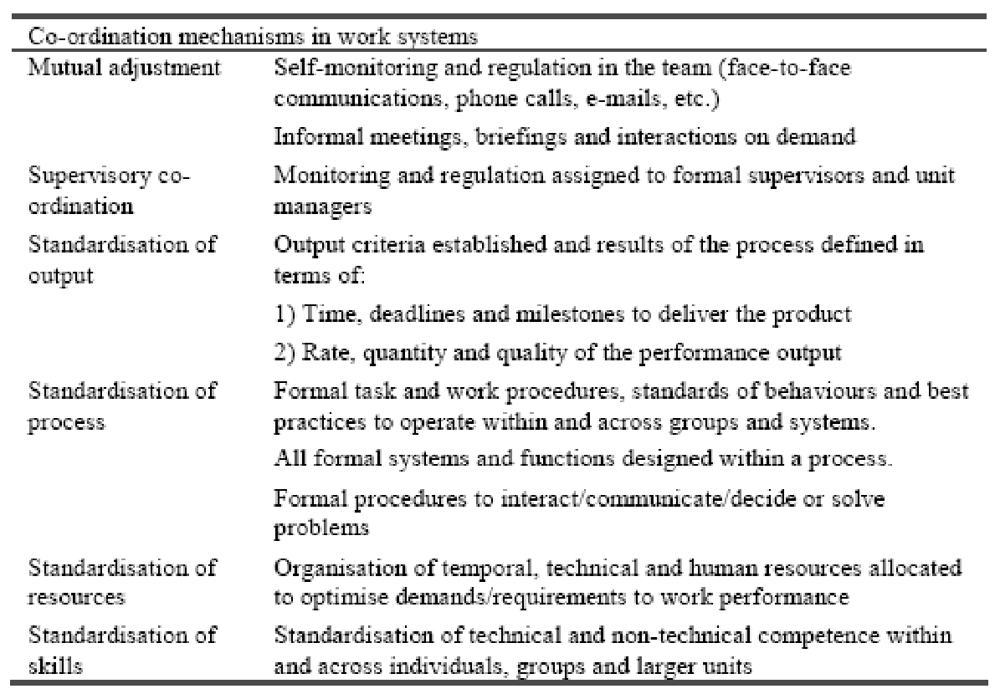 Co-ordination mechanisms in work systems
Mutual adjustment
Self-monitoring and regulation in the team (face-to-face
communications, phone calls, e-mails, etc.)
Informal meetings, briefings and interactions on demand
Supervisory co-
ordination
Monitoring and regulation assigned to formal supervisors and unit
managers
Standardisation of
output
Output criteria established and results of the process defined in
terms of:
1) Time, deadlines and milestones to deliver the product
2) Rate, quantity and quality of the performance output
Standardisation of
process
Formal task and work procedures, standards of behaviours and best
practices to operate within and across groups and systems.
All formal systems and functions designed within a process.
Formal procedures to interact/communicate/decide or solve
problems
Standardisation of
resources
Organisation of temporal, technical and human resources allocated
to optimise demands/requirements to work performance
Standardisation of
skills
Standardisation of technical and non-technical competence within
and across individuals, groups and larger units